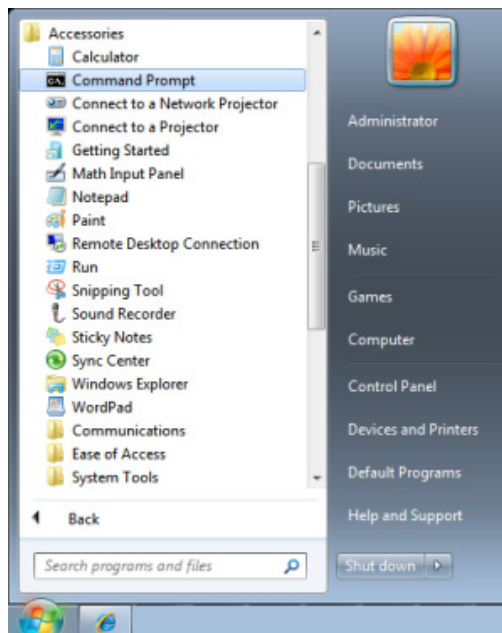 Accessories
Calculator
Command Prompt
Connect to a Network Projector
Connect to a Projector
Getting Started
Math Input Panel
Notepad
Paint
Remote Desktop Connection
Run
Snipping Tool
Sound Recorder
Sticky Notes
Sync Center
Windows Explorer
WordPad
Communications
Ease of Access
System Tools
Back
Search programs and files
Administrator
Documents
Pictures
Music
Games
Computer
Control Panel
Devices and Printers
Default Programs
Help and Support
Shut down